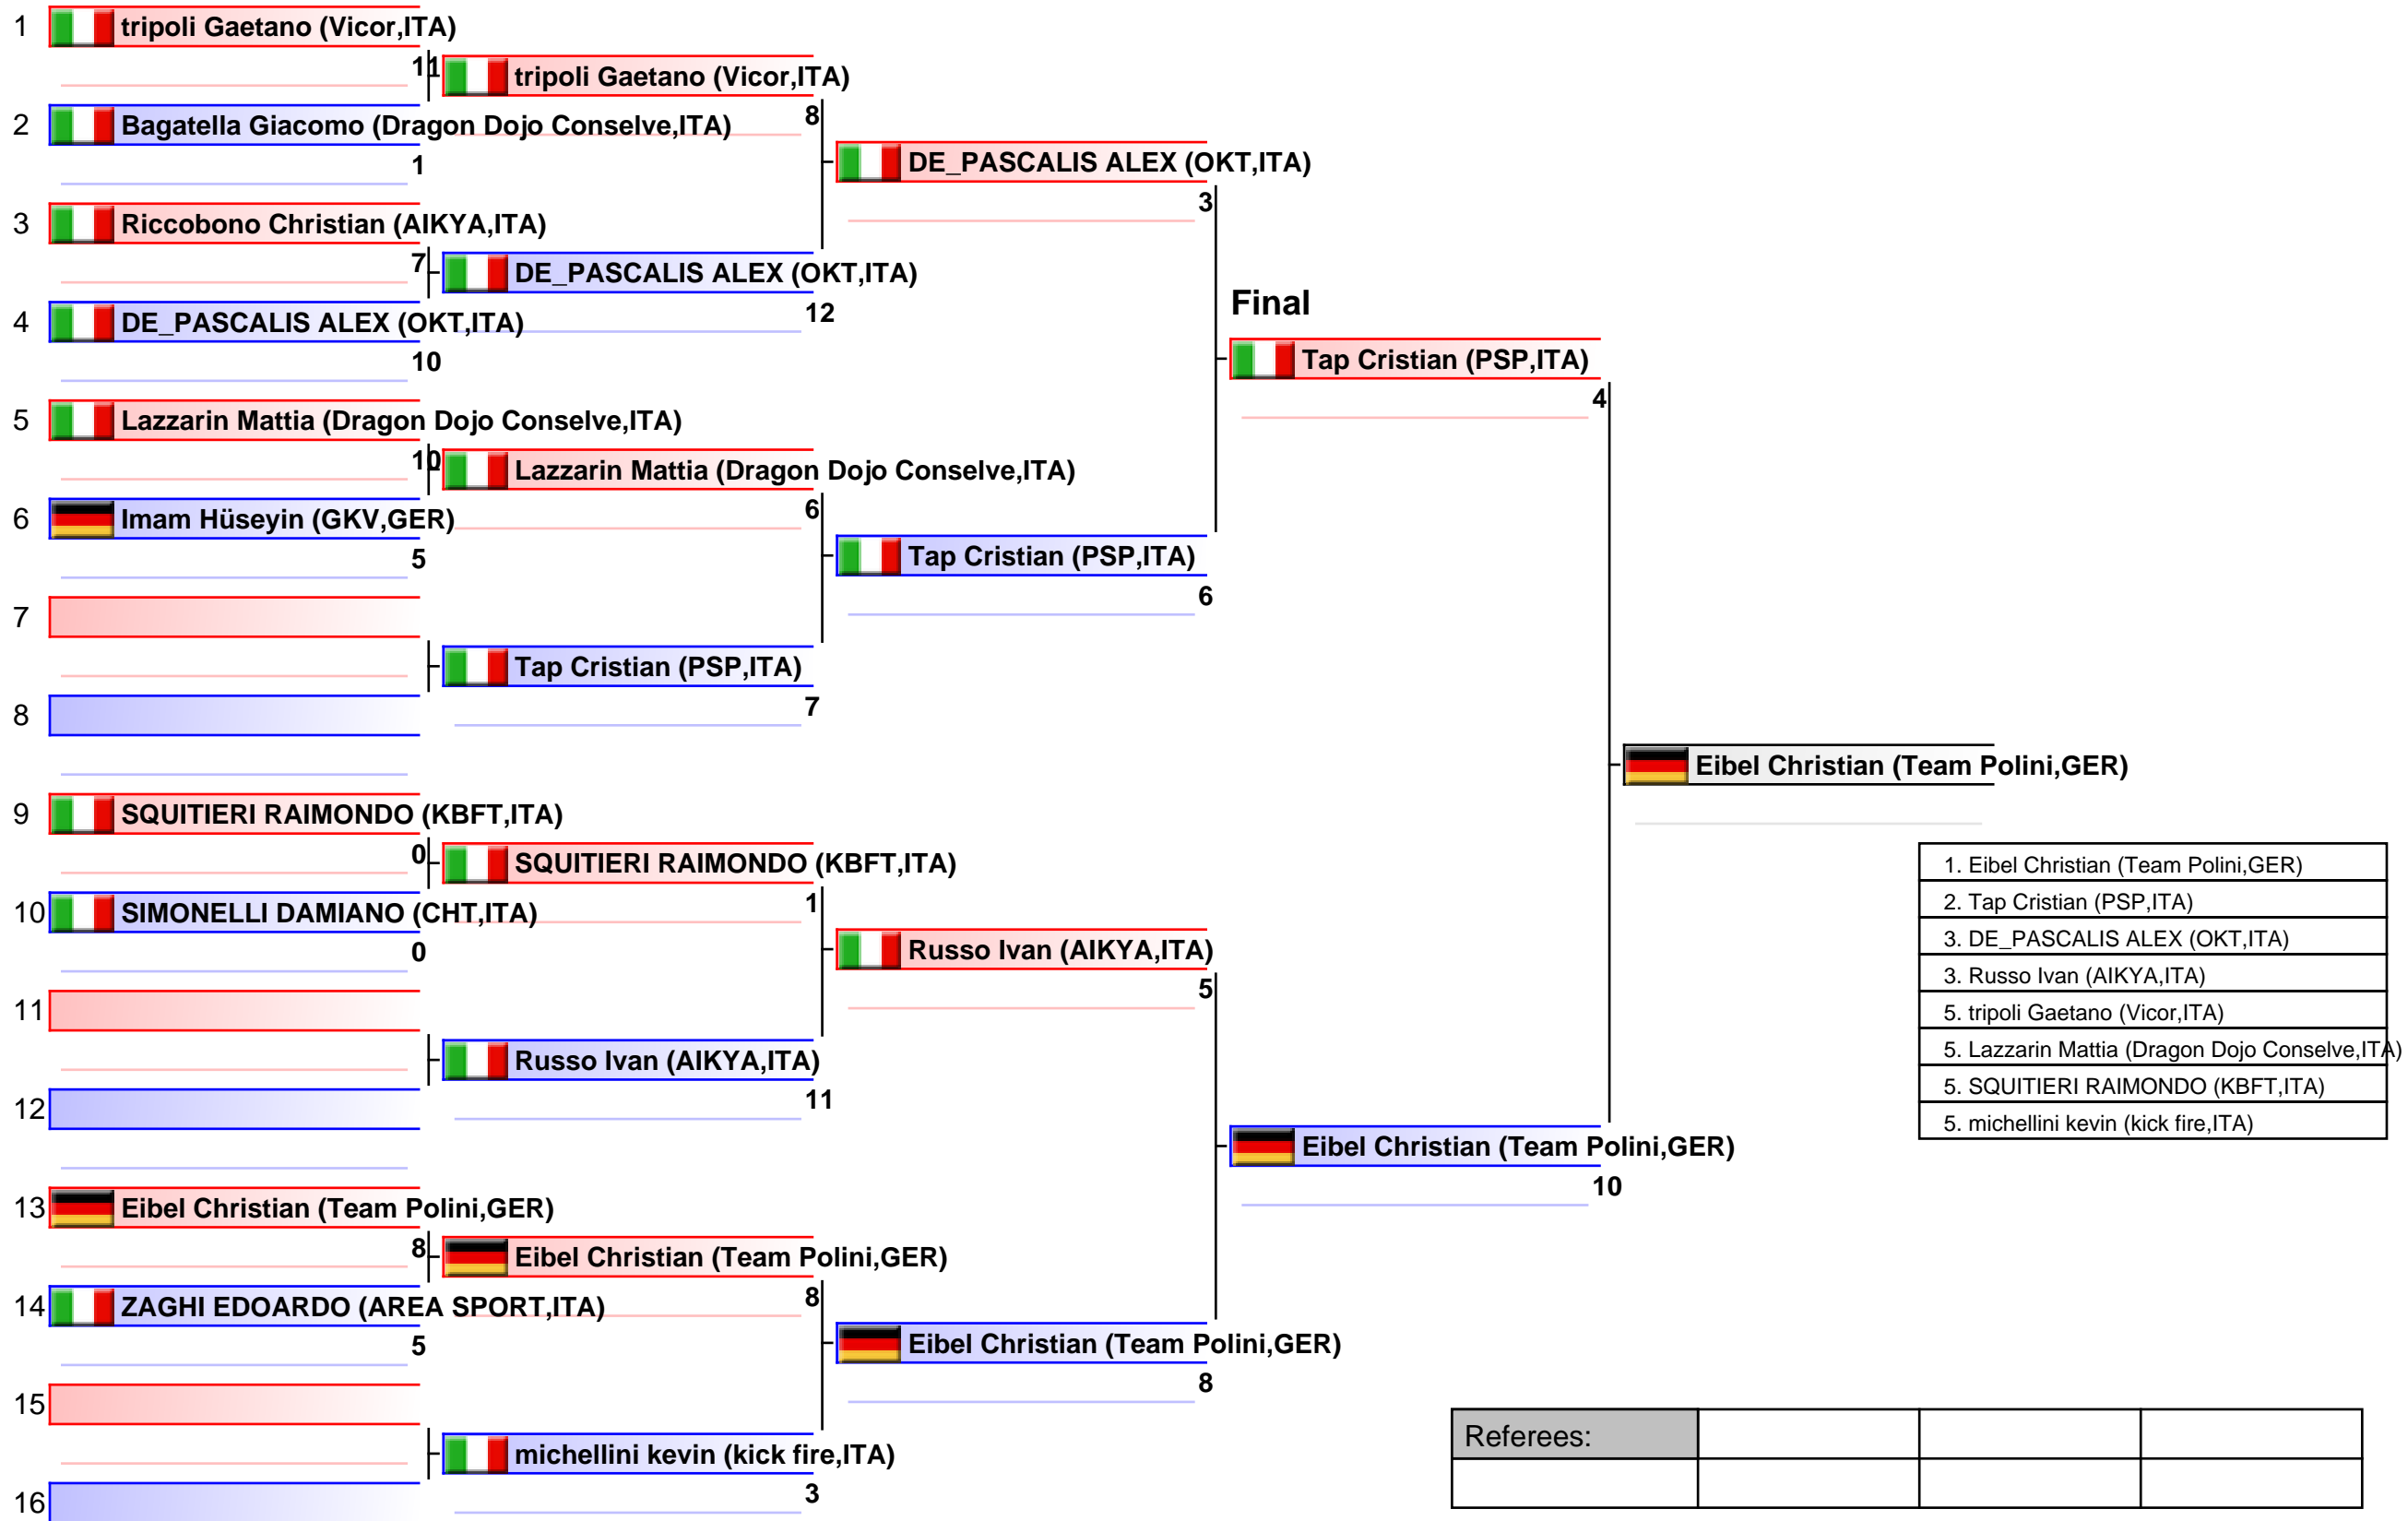 1 tripoli Gaetano (Vicor,ITA)
11
tripoli Gaetano (Vicor,ITA)
8
2 Bagatella Giacomo (Dragon Dojo Conselve,ITA)
1
DE_PASCALIS ALEX (OKT,ITA)
3
3 Riccobono Christian (AIKYA,ITA)
7
DE_PASCALIS ALEX (OKT,ITA)
12
4 DE_PASCALIS ALEX (OKT,ITA)
10
Final
Tap Cristian (PSP,ITA)
4
5 Lazzarin Mattia (Dragon Dojo Conselve,ITA)
10
Lazzarin Mattia (Dragon Dojo Conselve,ITA)
6
6 Imam Hüseyin (GKV,GER)
5
Tap Cristian (PSP,ITA)
6
7
Tap Cristian (PSP,ITA)
7
8
Eibel Christian (Team Polini,GER)
9 SQUITIERI RAIMONDO (KBFT,ITA)
0
SQUITIERI RAIMONDO (KBFT,ITA)
1
10 SIMONELLI DAMIANO (CHT,ITA)
0
Russo Ivan (AIKYA,ITA)
5
11
Russo Ivan (AIKYA,ITA)
11
12
Eibel Christian (Team Polini,GER)
10
13 Eibel Christian (Team Polini,GER)
8
Eibel Christian (Team Polini,GER)
8
14 ZAGHI EDOARDO (AREA SPORT,ITA)
5
Eibel Christian (Team Polini,GER)
8
15
michellini kevin (kick fire,ITA)
3
16
1. Eibel Christian (Team Polini,GER)
2. Tap Cristian (PSP,ITA)
3. DE_PASCALIS ALEX (OKT,ITA)
3. Russo Ivan (AIKYA,ITA)
5. tripoli Gaetano (Vicor,ITA)
5. Lazzarin Mattia (Dragon Dojo Conselve,ITA)
5. SQUITIERI RAIMONDO (KBFT,ITA)
5. michellini kevin (kick fire,ITA)
Referees: